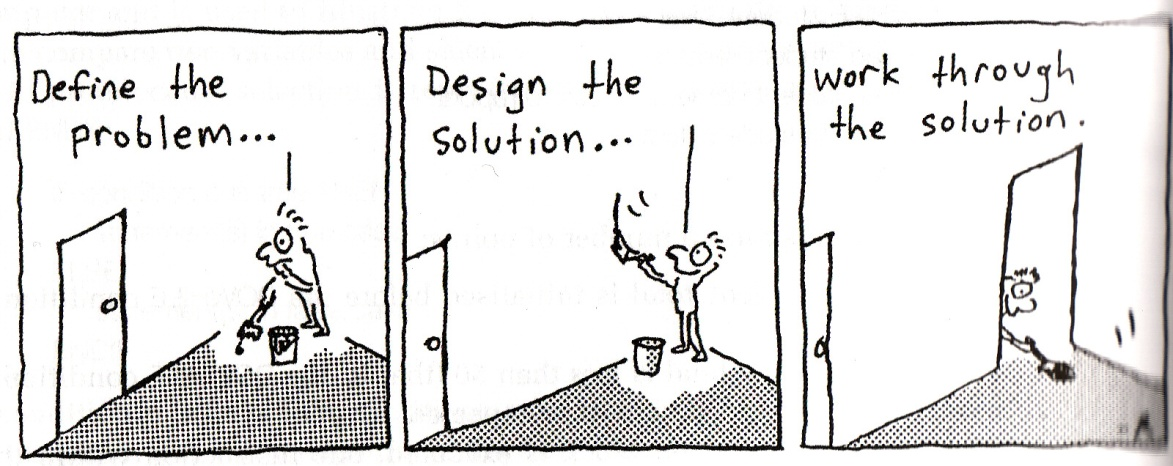 Define the
problem...
Design the
solution...
Work through
the solution.